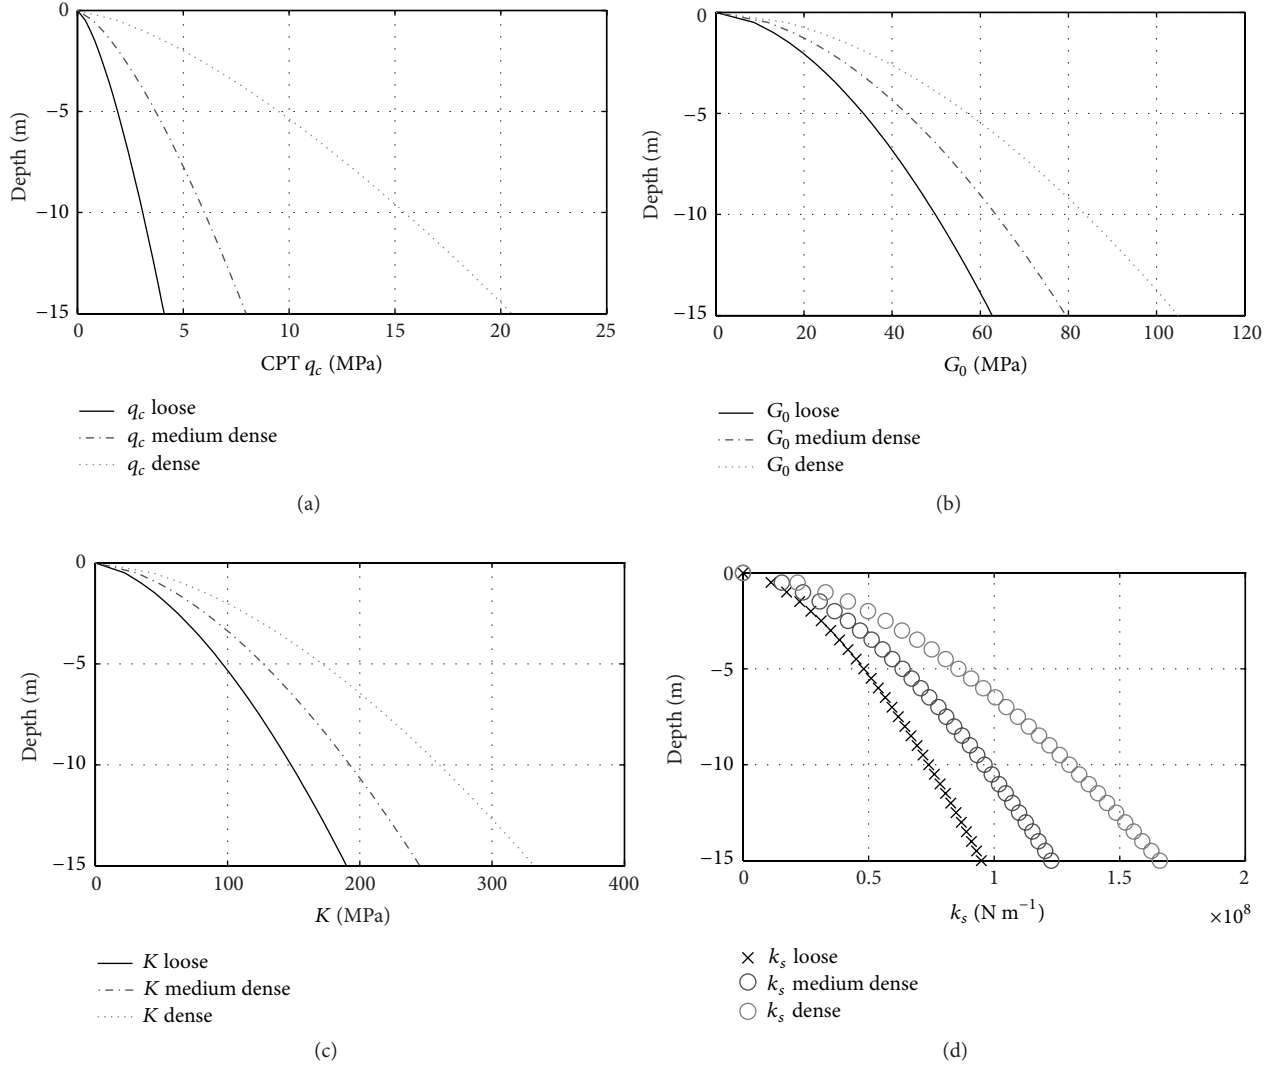 0
−5
−10
−15
Depth (m)
0 5 10 15 20 25
CPT q_c (MPa)
q_c loose
q_c medium dense
q_c dense
(a)
0
−5
−10
−15
Depth (m)
0 20 40 60 80 100 120
G_0 (MPa)
G_0 loose
G_0 medium dense
G_0 dense
(b)
0
−5
−10
−15
Depth (m)
0 100 200 300 400
K (MPa)
K loose
K medium dense
K dense
(c)
0
−5
−10
−15
Depth (m)
0 0.5 1 1.5 2
k_s (N m⁻¹)
×10⁸
k_s loose
k_s medium dense
k_s dense
(d)